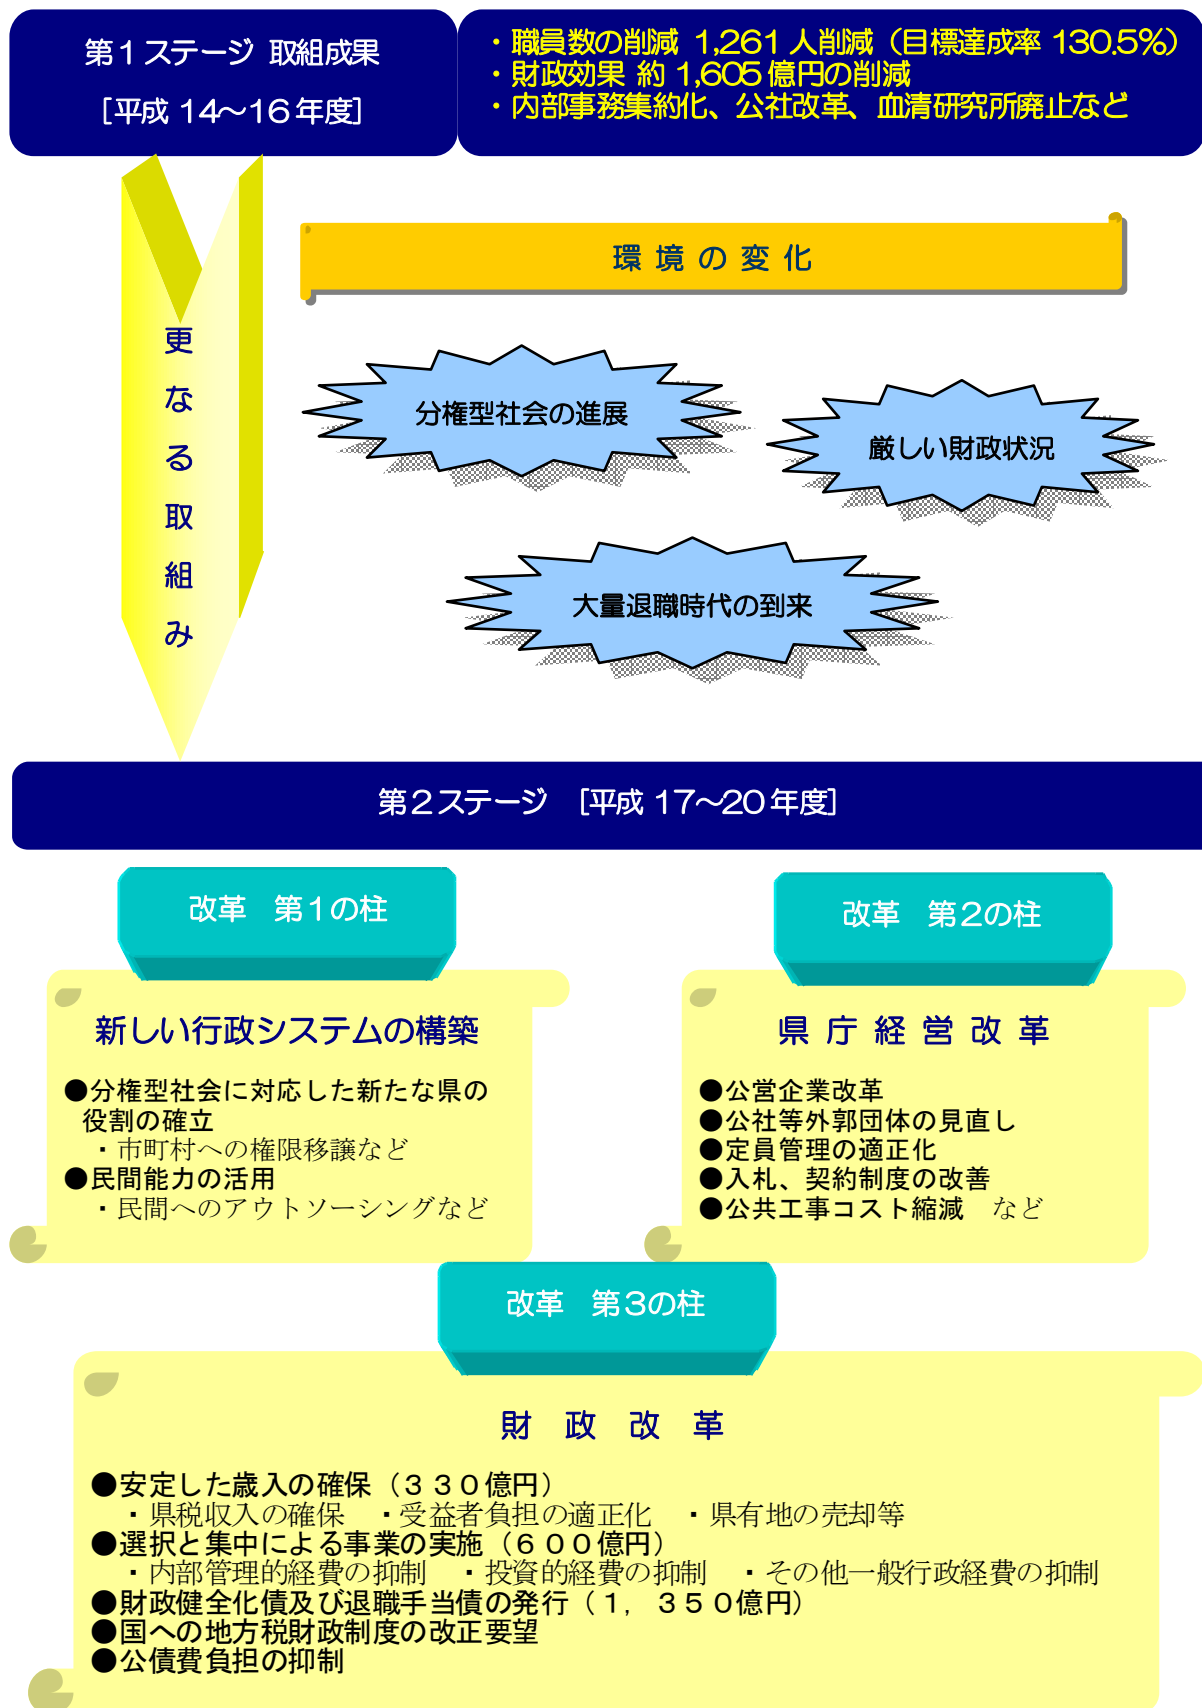 第１ステージ 取組成果
［平成 14～16 年度］
・職員数の削減 1,261 人削減（目標達成率 130.5%）
・財政効果 約 1,605 億円の削減
・内部事務集約化、公社改革、血清研究所廃止など
環 境 の 変 化
更なる取組み
分権型社会の進展
厳しい財政状況
大量退職時代の到来
第２ステージ ［平成 17～20 年度］
改革　第１の柱
新しい行政システムの構築
●分権型社会に対応した新たな県の
役割の確立
・市町村への権限移譲など
●民間能力の活用
・民間へのアウトソーシングなど
改革　第２の柱
県 庁 経 営 改 革
●公営企業改革
●公社等外郭団体の見直し
●定員管理の適正化
●入札、契約制度の改善
●公共工事コスト縮減　など
改革　第３の柱
財　政　改　革
●安定した歳入の確保（３３０億円）
・県税収入の確保　・受益者負担の適正化　・県有地の売却等
●選択と集中による事業の実施（６００億円）
・内部管理的経費の抑制　・投資的経費の抑制　・その他一般行政経費の抑制
●財政健全化債及び退職手当債の発行（１，３５０億円）
●国への地方税財政制度の改正要望
●公債費負担の抑制